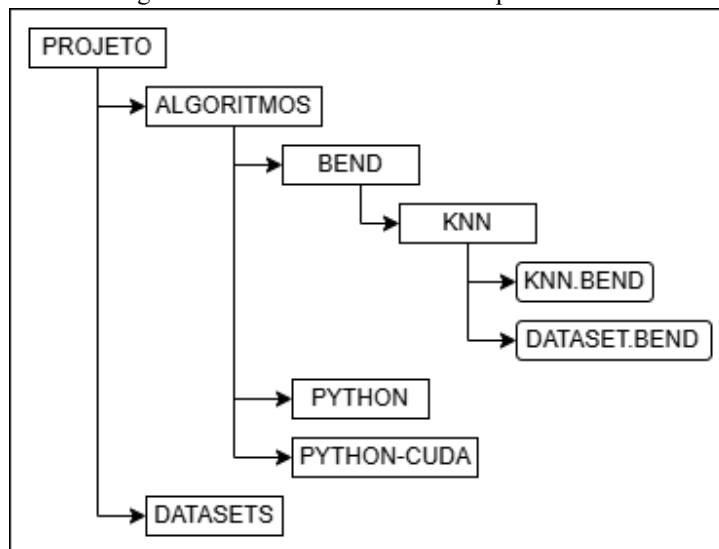 PROJETO
ALGORITMOS
BEND
KNN
KNN.BEND
DATASET.BEND
PYTHON
PYTHON-CUDA
DATASETS